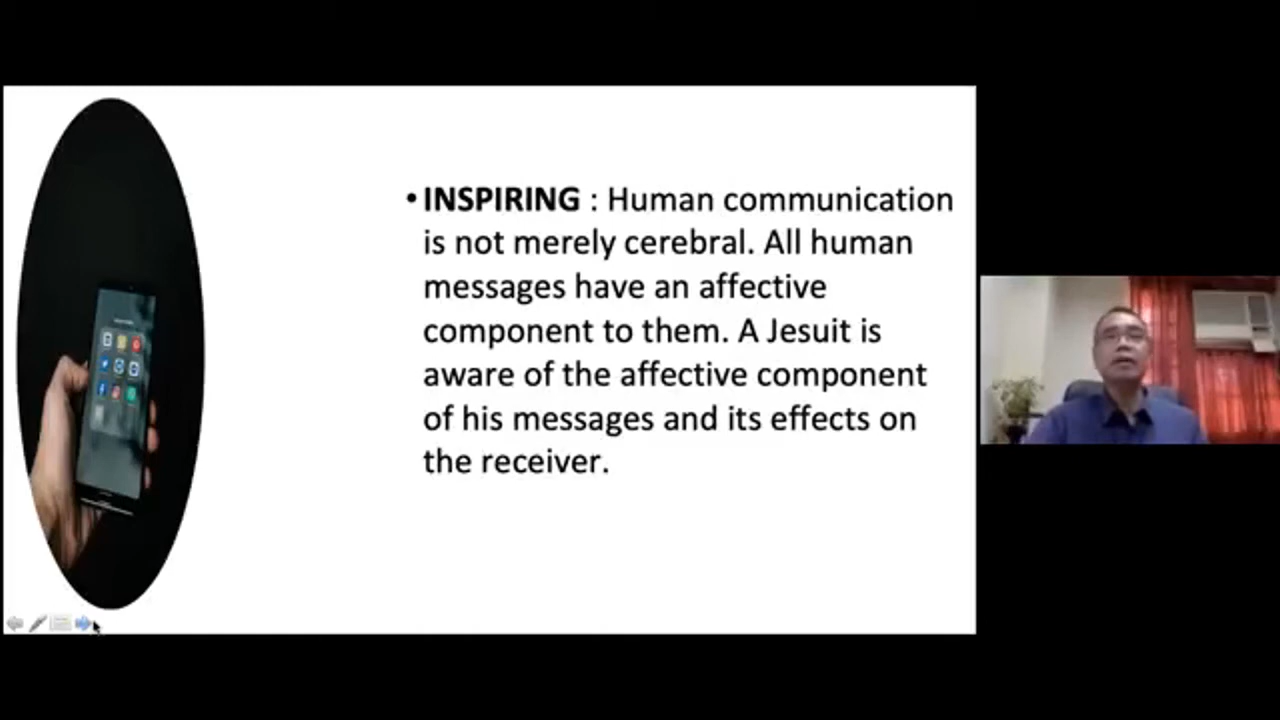 • INSPIRING : Human communication
is not merely cerebral. All human
messages have an affective
component to them. A Jesuit is
aware of the affective component
of his messages and its effects on
the receiver.